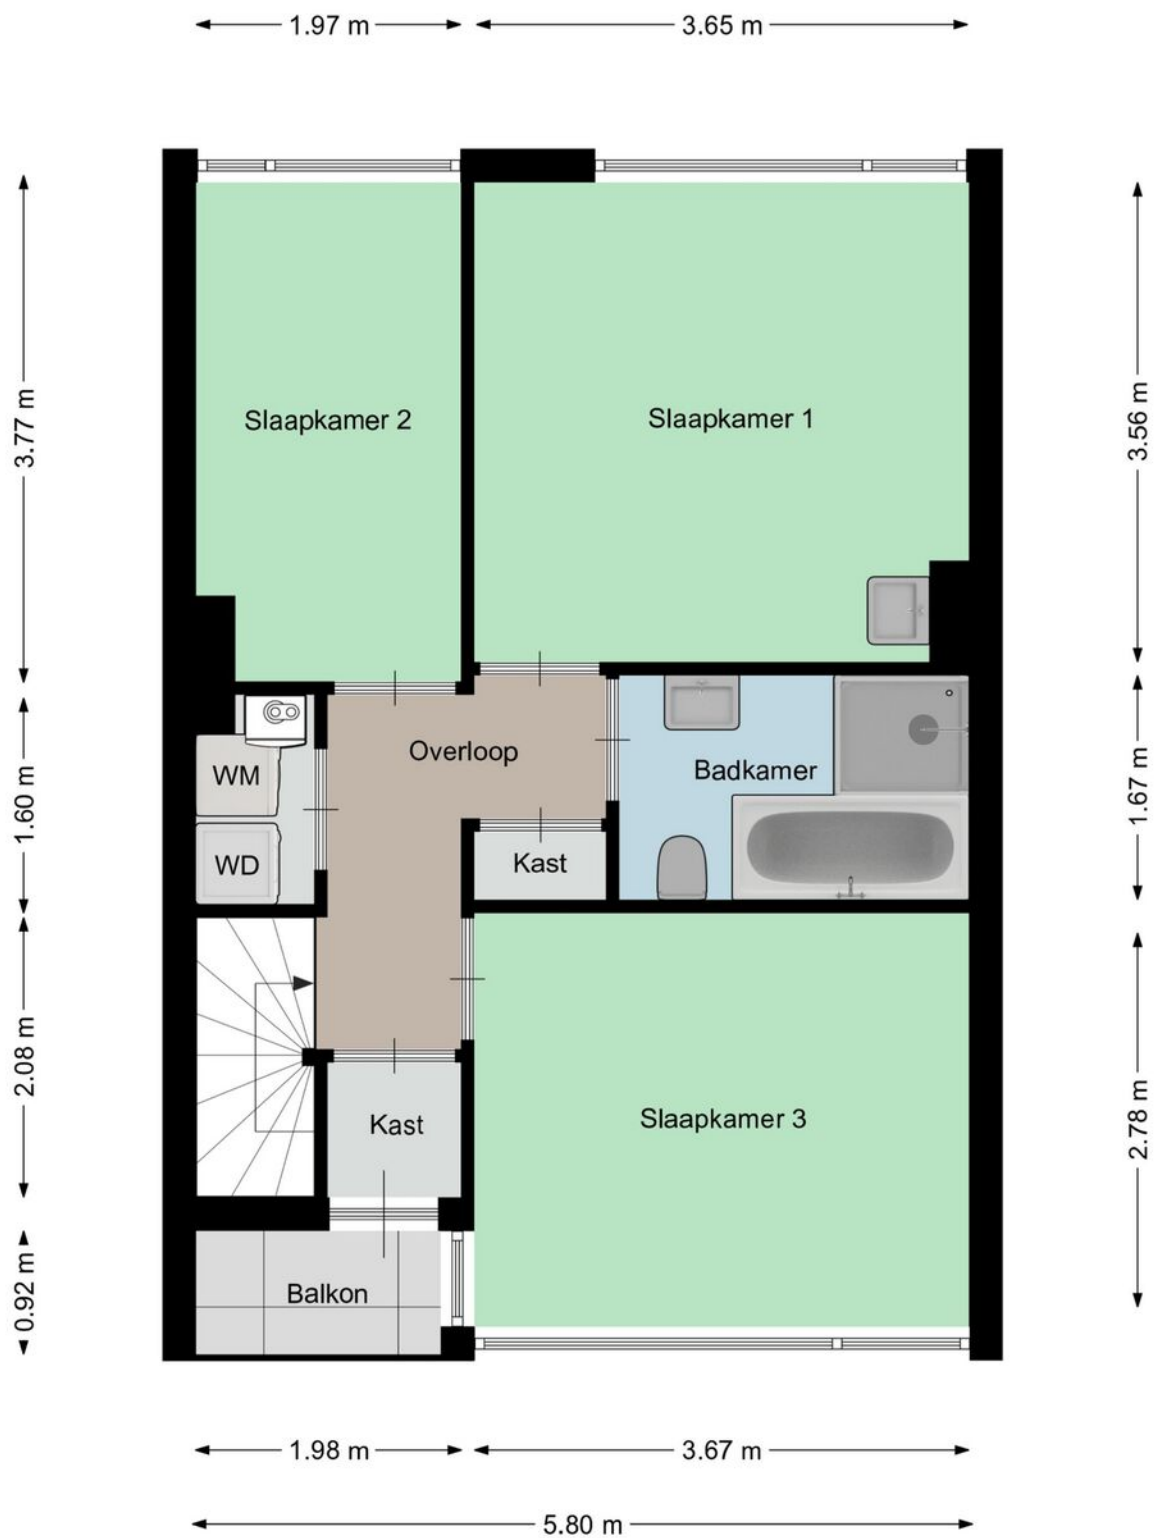 1.97 m
3.65 m
3.77 m
3.56 m
Slaapkamer 2
Slaapkamer 1
Overloop
Badkamer
WM
1.60 m
1.67 m
WD
Kast
2.08 m
2.78 m
Kast
Slaapkamer 3
Balkon
0.92 m
1.98 m
3.67 m
5.80 m